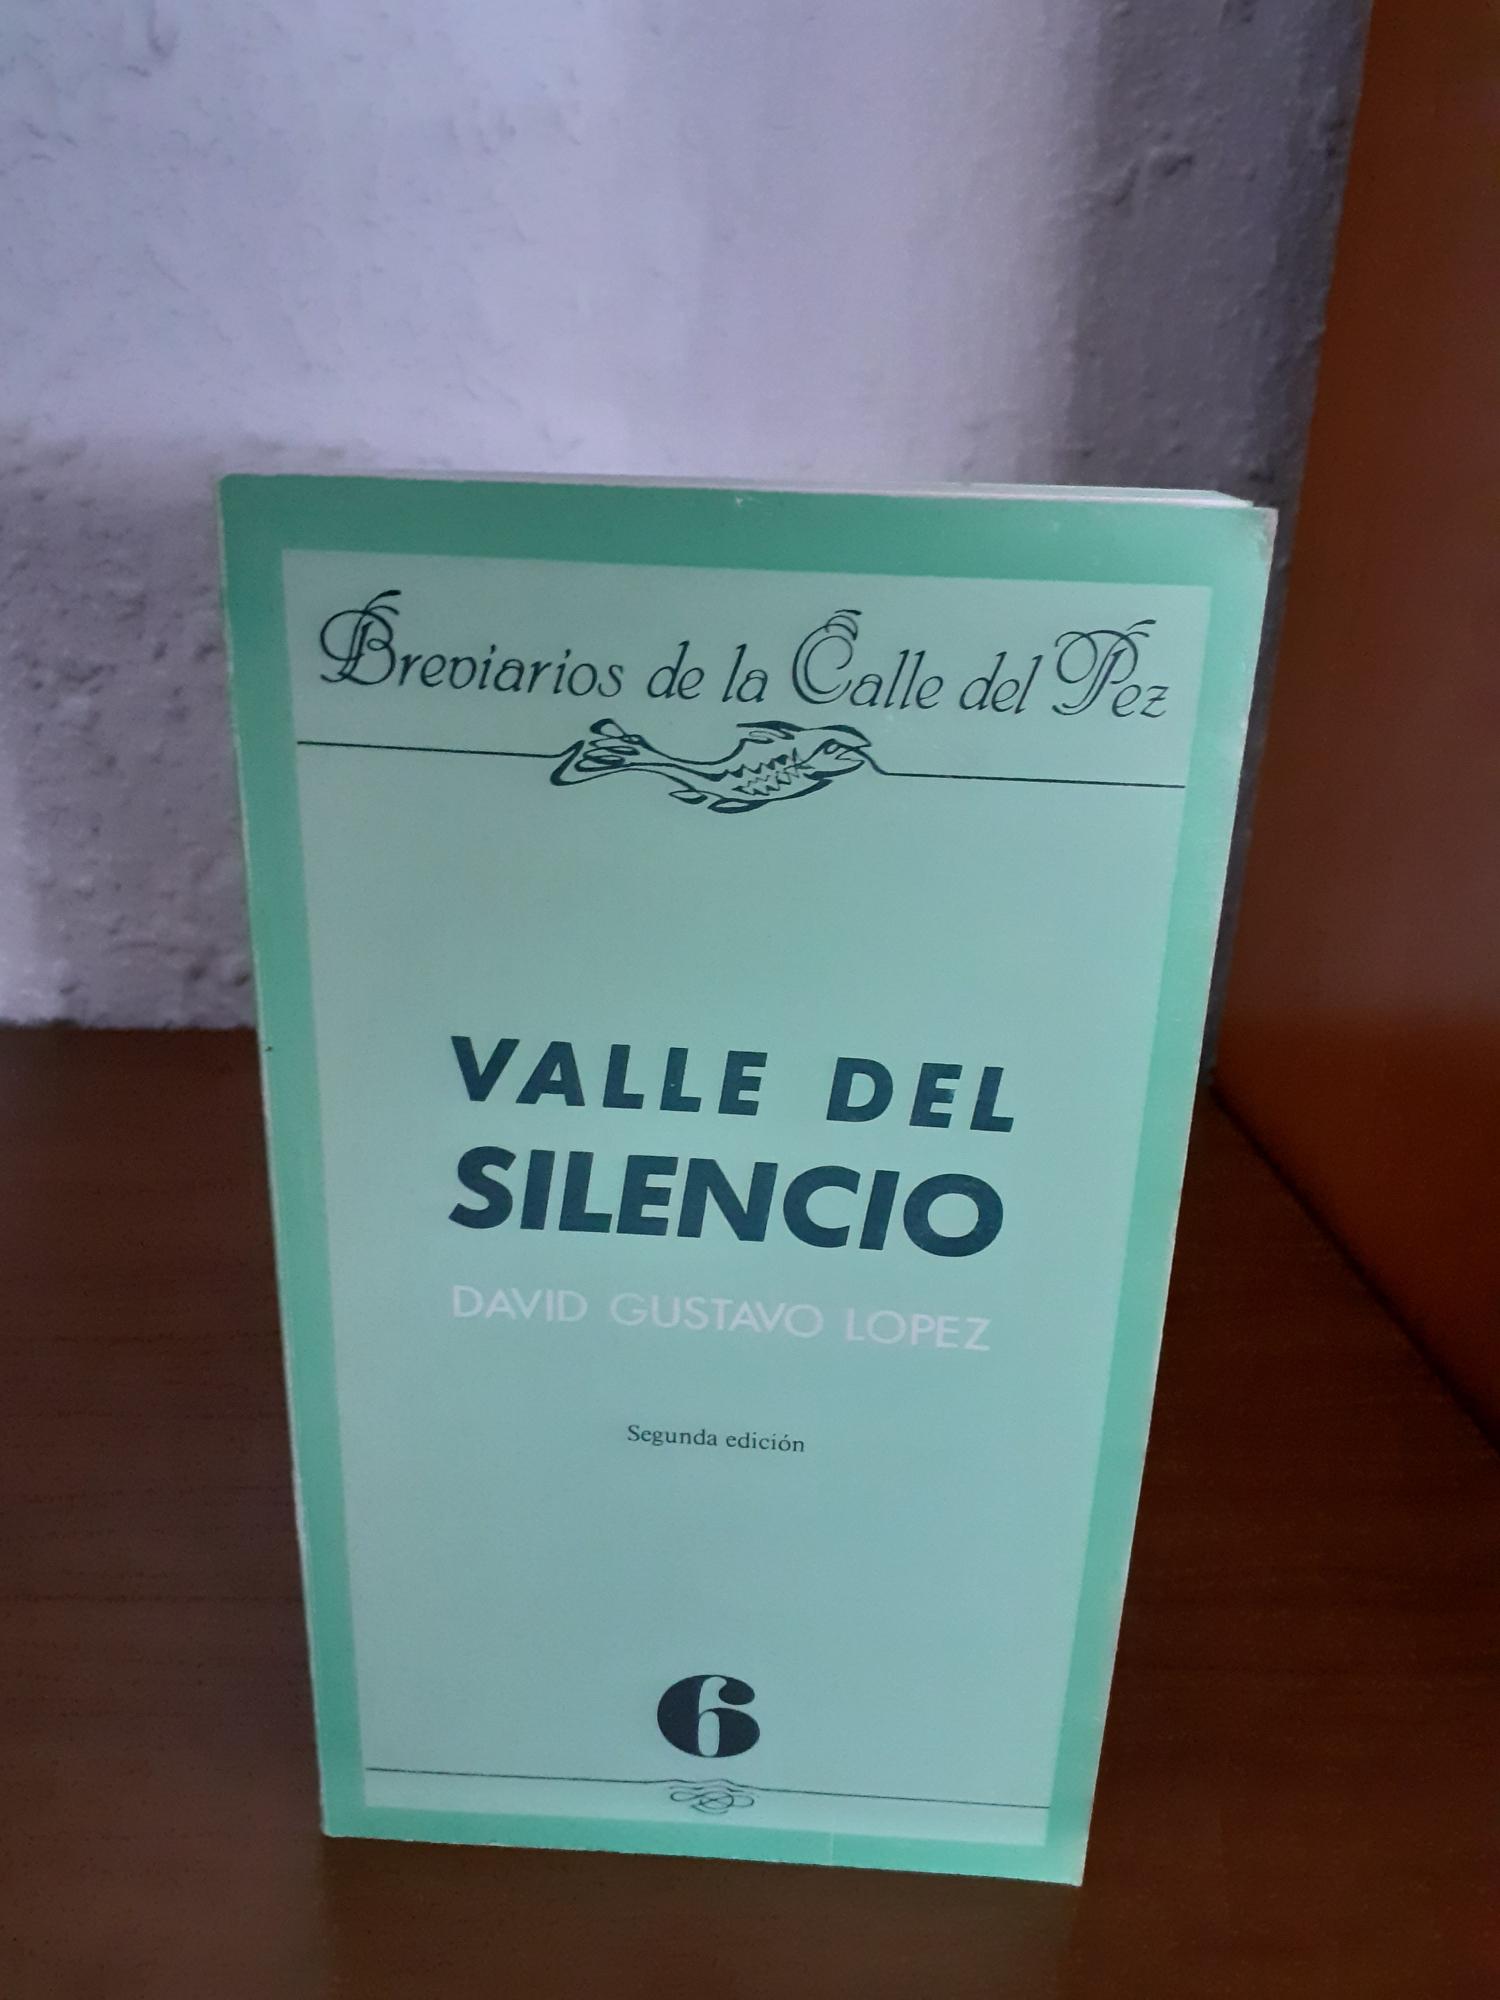 Breviarios de la Calle del Pez
VALLE DEL
SILENCIO
DAVID GUSTAVO LOPEZ
Segunda edición
6